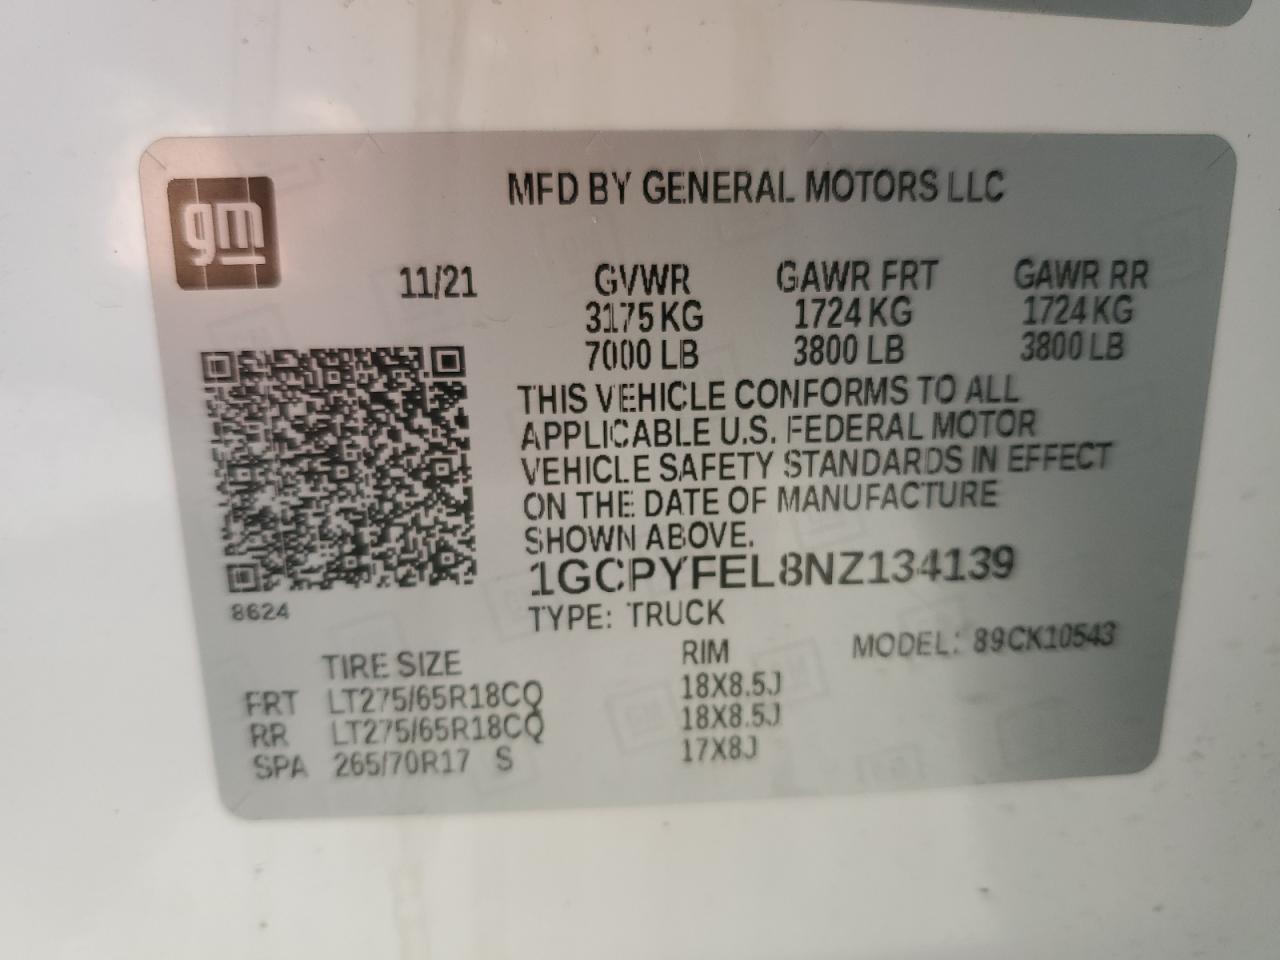 gm
MFD BY GENERAL MOTORS LLC
11/21 GVWR GAWR FRT GAWR RR
3175 KG 1724 KG 1724 KG
7000 LB 3800 LB 3800 LB
THIS VEHICLE CONFORMS TO ALL
APPLICABLE U.S. FEDERAL MOTOR
VEHICLE SAFETY STANDARDS IN EFFECT
ON THE DATE OF MANUFACTURE
SHOWN ABOVE.
1GCPYFEL8NZ134139
8624
TYPE: TRUCK
TIRE SIZE RIM MODEL: 89CK10543
FRT LT275/65R18CQ 18X8.5J
RR LT275/65R18CQ 18X8.5J
SPA 265/70R17 S 17X8J